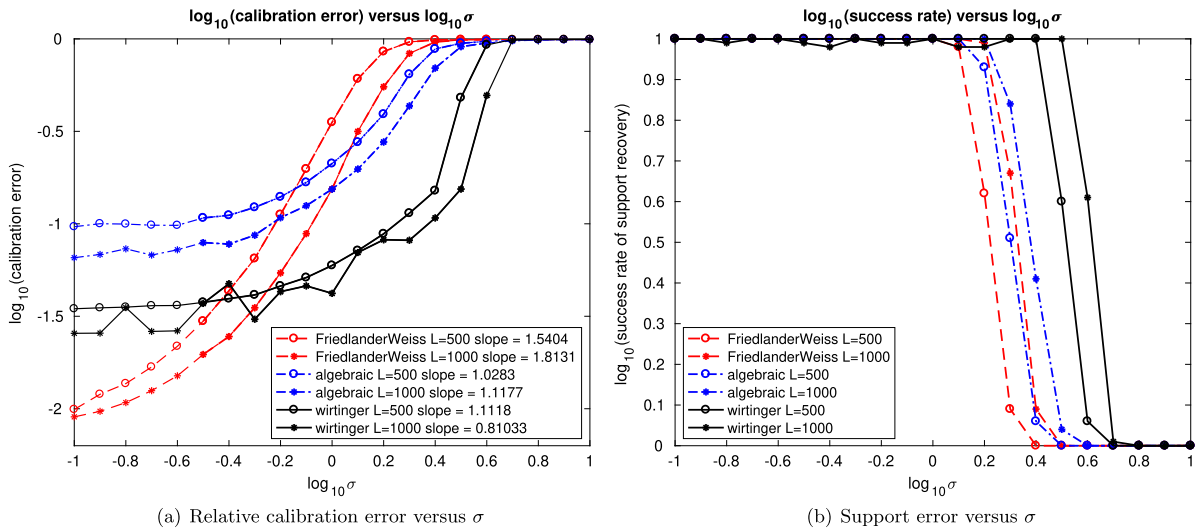 log10(calibration error) versus log10σ
0
-0.5
-1
-1.5
-2
log10(calibration error)
-1 -0.8 -0.6 -0.4 -0.2 0 0.2 0.4 0.6 0.8 1
log10σ
FriedlanderWeiss L=500 slope = 1.5404
FriedlanderWeiss L=1000 slope = 1.8131
algebraic L=500 slope = 1.0283
algebraic L=1000 slope = 1.1177
wirtinger L=500 slope = 1.1118
wirtinger L=1000 slope = 0.81033
(a) Relative calibration error versus σ
log10(success rate) versus log10σ
1
0.9
0.8
0.7
0.6
0.5
0.4
0.3
0.2
0.1
0
log10(success rate of support recovery)
-1 -0.8 -0.6 -0.4 -0.2 0 0.2 0.4 0.6 0.8 1
log10σ
FriedlanderWeiss L=500
FriedlanderWeiss L=1000
algebraic L=500
algebraic L=1000
wirtinger L=500
wirtinger L=1000
(b) Support error versus σ